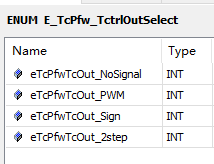 ENUM E_TcPfw_TctrlOutSelect
Name Type
eTcPfwTcOut_NoSignal INT
eTcPfwTcOut_PWM INT
eTcPfwTcOut_Sign INT
eTcPfwTcOut_2step INT